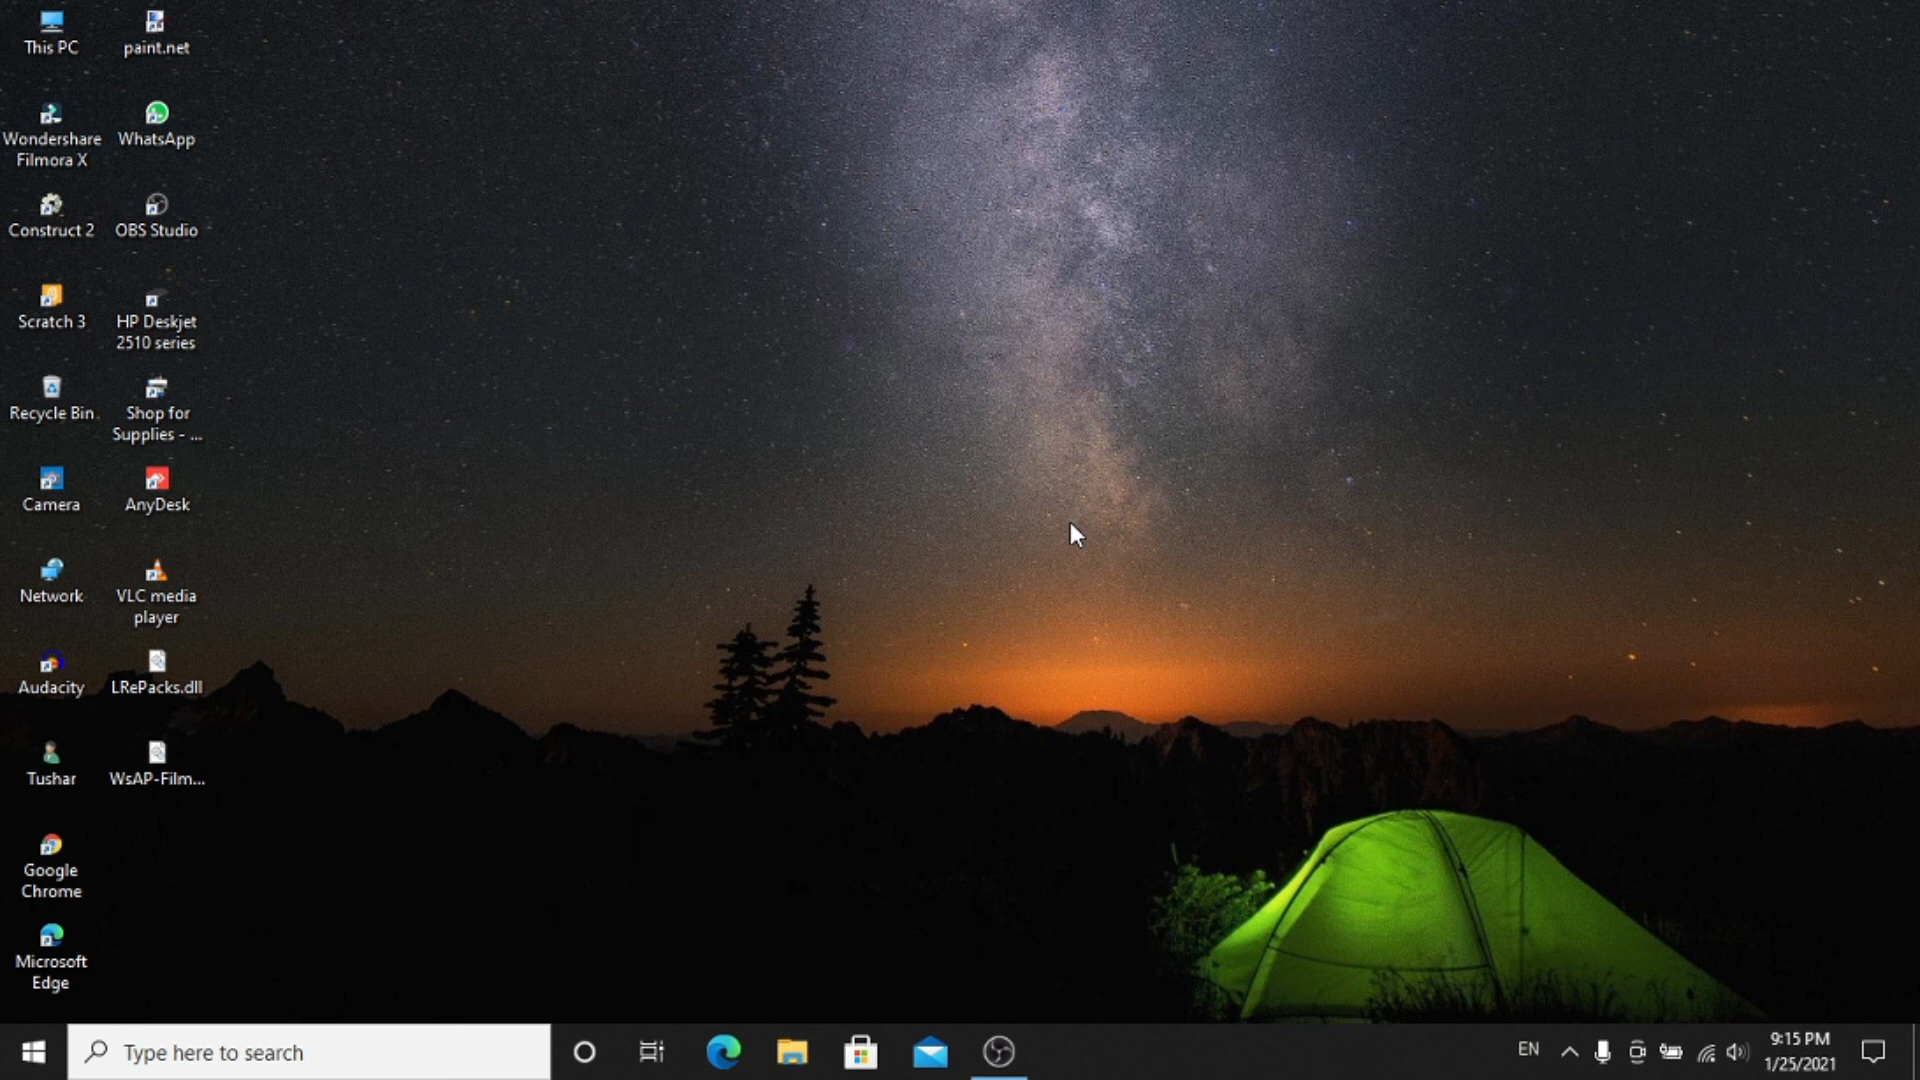 This PC
paint.net
Wondershare
Filmora X
WhatsApp
Construct 2
OBS Studio
Scratch 3
HP Deskjet
2510 series
Recycle Bin
Shop for
Supplies - ...
Camera
AnyDesk
Network
VLC media
player
Audacity
LRePacks.dll
Tushar
WsAP-Film...
Google
Chrome
Microsoft
Edge
Type here to search
EN
9:15 PM
1/25/2021